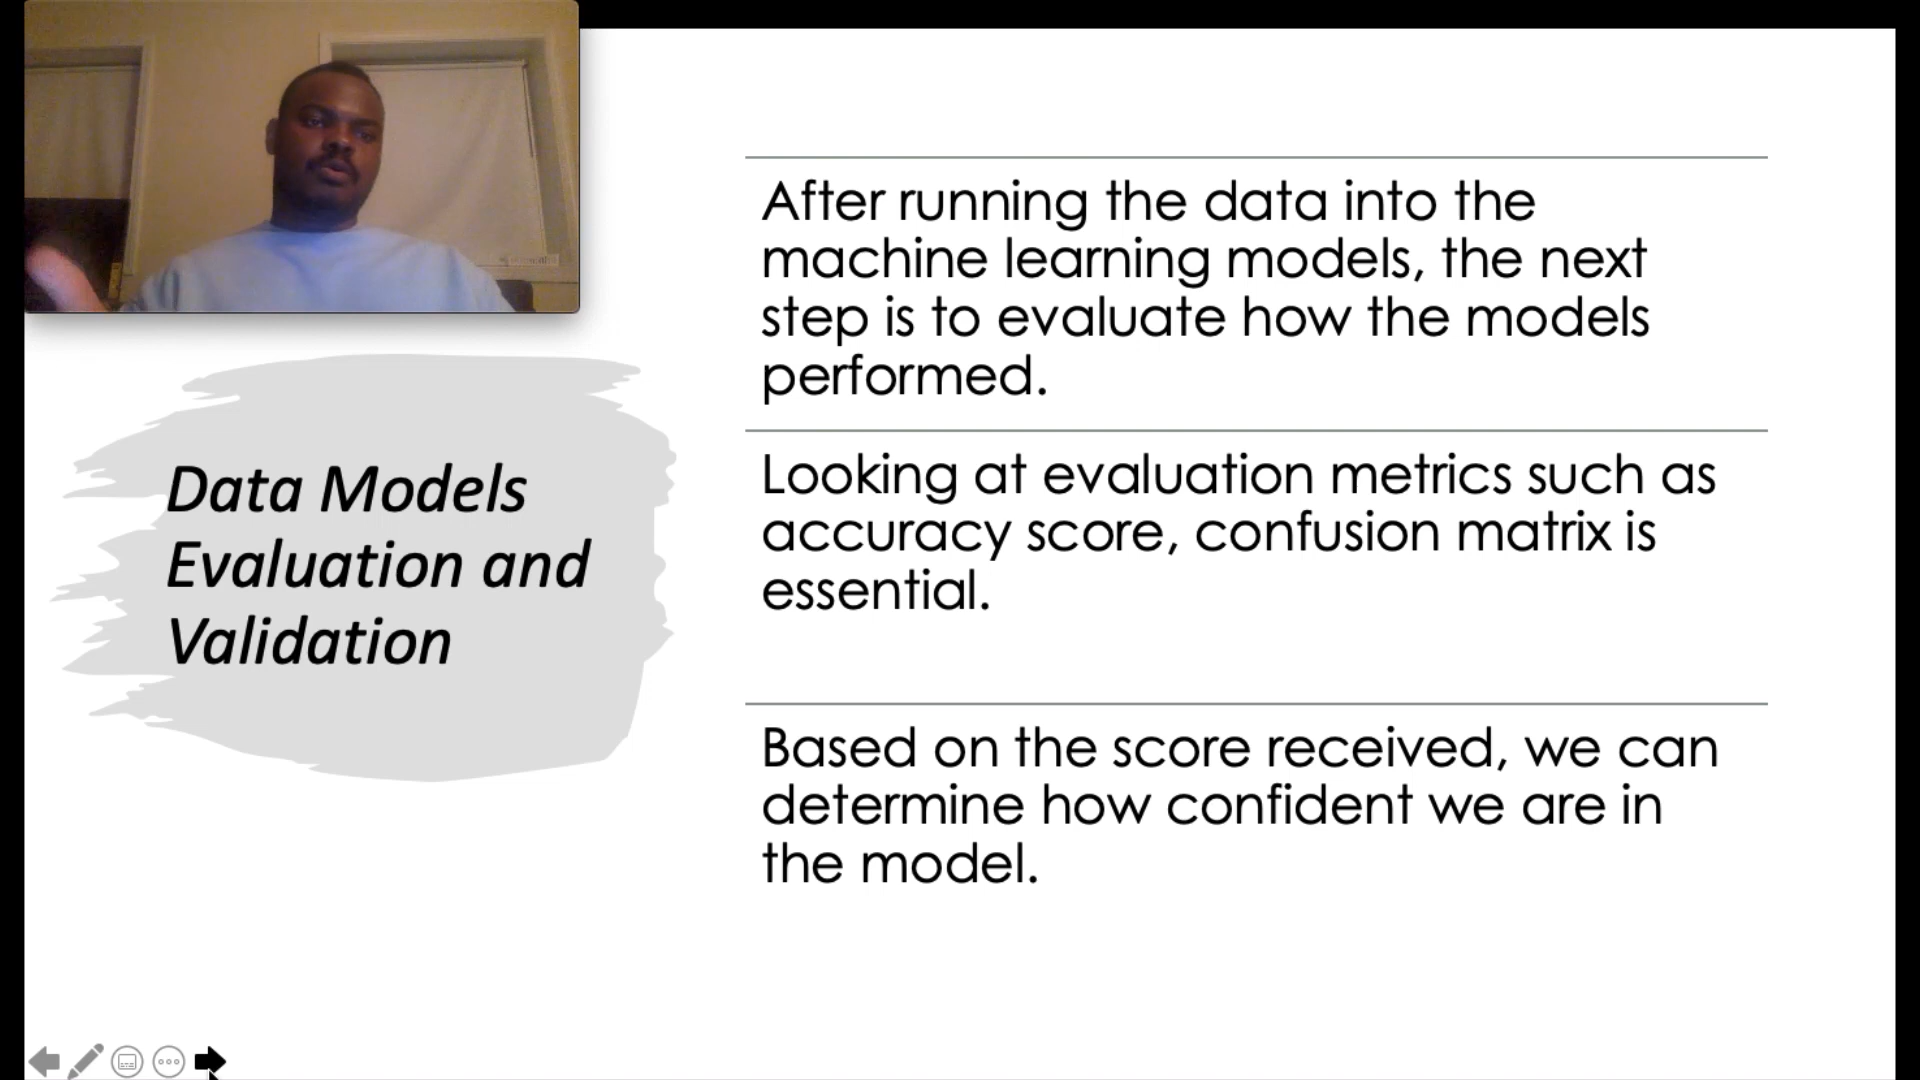 Data Models
Evaluation and
Validation
After running the data into the
machine learning models, the next
step is to evaluate how the models
performed.
Looking at evaluation metrics such as
accuracy score, confusion matrix is
essential.
Based on the score received, we can
determine how confident we are in
the model.